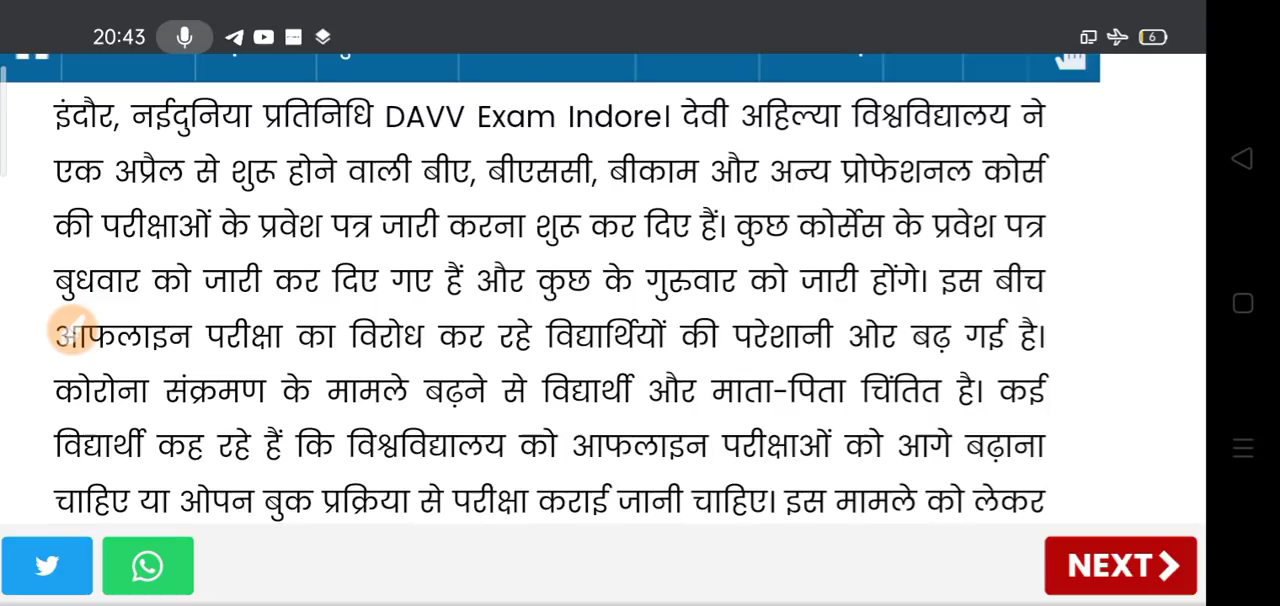 20:43
6
इंदौर, नईदुनिया प्रतिनिधि DAVV Exam Indore। देवी अहिल्या विश्वविद्यालय ने
एक अप्रैल से शुरू होने वाली बीए, बीएससी, बीकाम और अन्य प्रोफेशनल कोर्स
की परीक्षाओं के प्रवेश पत्र जारी करना शुरू कर दिए हैं। कुछ कोर्सेस के प्रवेश पत्र
बुधवार को जारी कर दिए गए हैं और कुछ के गुरुवार को जारी होंगे। इस बीच
आफलाइन परीक्षा का विरोध कर रहे विद्यार्थियों की परेशानी ओर बढ़ गई है।
कोरोना संक्रमण के मामले बढ़ने से विद्यार्थी और माता-पिता चिंतित है। कई
विद्यार्थी कह रहे हैं कि विश्वविद्यालय को आफलाइन परीक्षाओं को आगे बढ़ाना
चाहिए या ओपन बुक प्रक्रिया से परीक्षा कराई जानी चाहिए। इस मामले को लेकर
NEXT